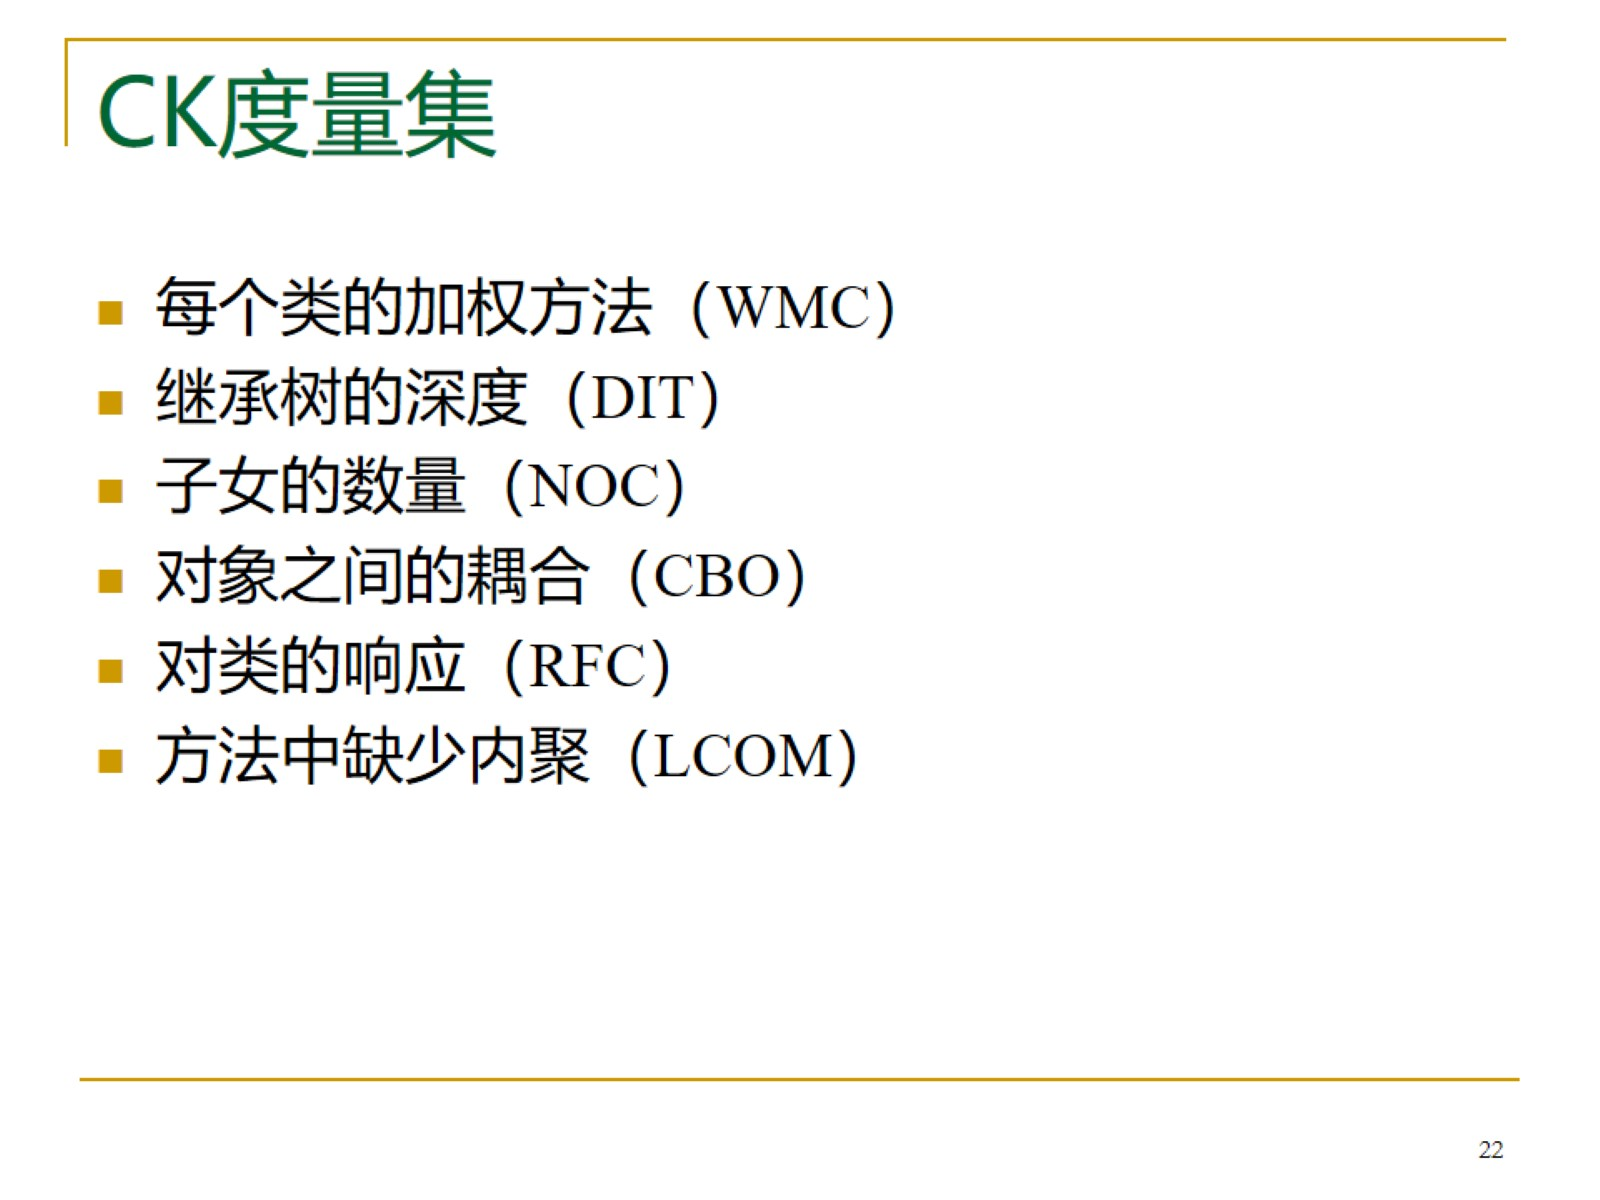 CK度量集
每个类的加权方法（WMC）
继承树的深度（DIT）
子女的数量（NOC）
对象之间的耦合（CBO）
对类的响应（RFC）
方法中缺少内聚（LCOM）
22